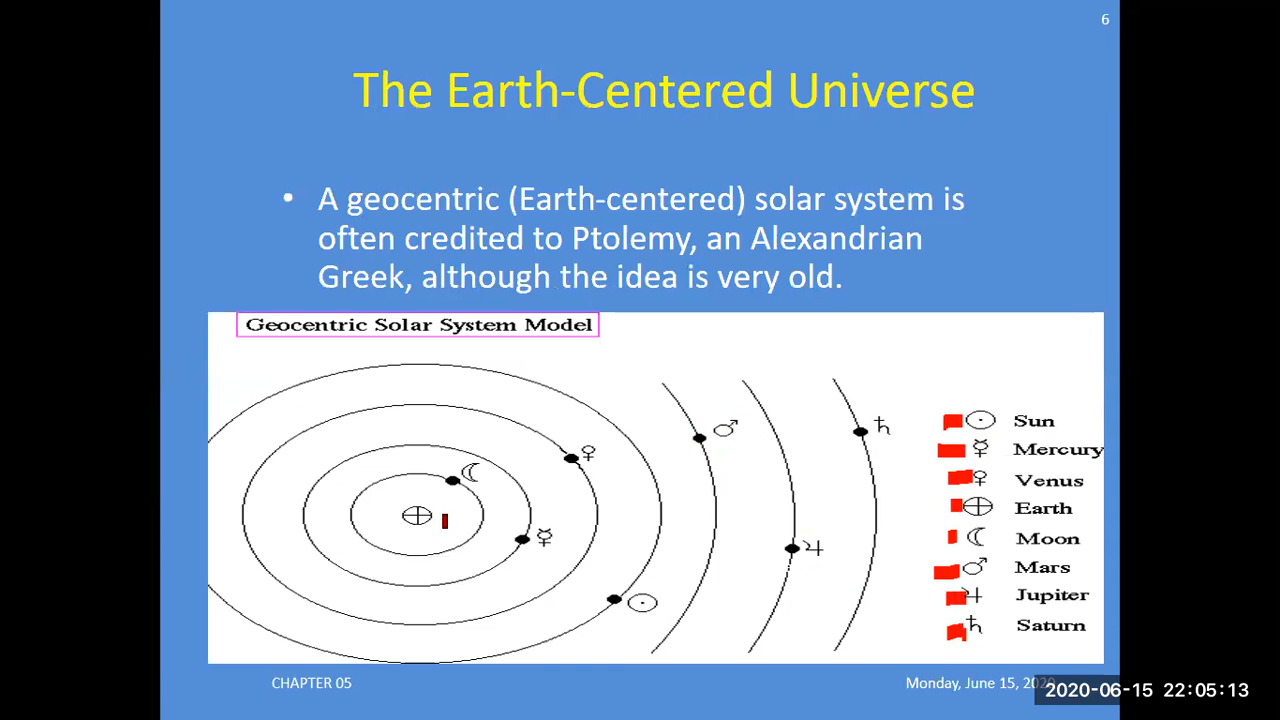 6
The Earth-Centered Universe
• A geocentric (Earth-centered) solar system is
often credited to Ptolemy, an Alexandrian
Greek, although the idea is very old.
Geocentric Solar System Model
☉ Sun
☿ Mercury
♀ Venus
⊕ Earth
☾ Moon
♂ Mars
♃ Jupiter
♄ Saturn
CHAPTER 05
Monday, June 15, 2020
2020-06-15 22:05:13